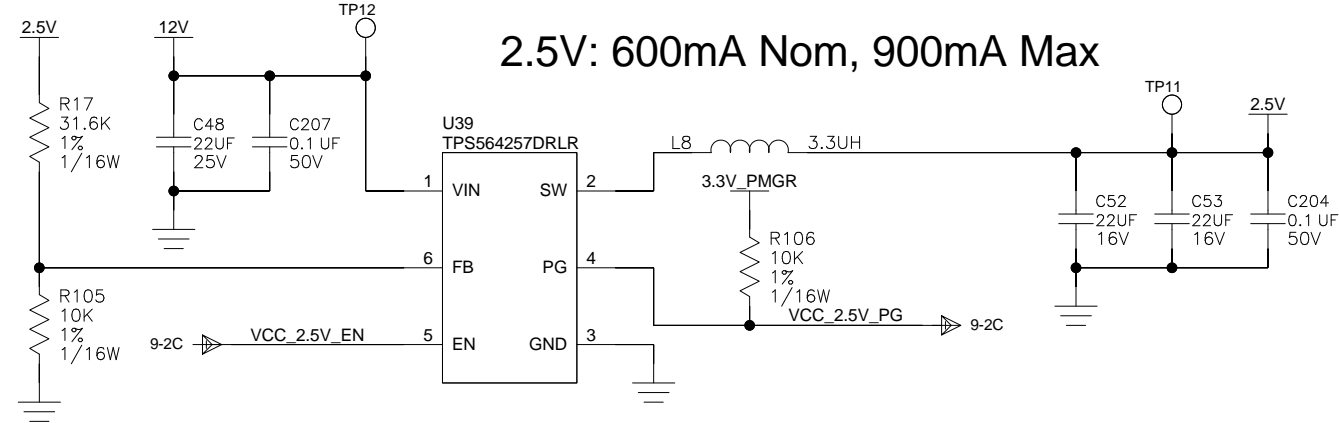 2.5V: 600mA Nom, 900mA Max
2.5V
12V
TP12
R17
31.6K
1%
1/16W
C48
22UF
25V
C207
0.1 UF
50V
U39
TPS564257DRLR
1
VIN
SW
2
6
FB
PG
4
5
EN
GND
3
L8
3.3UH
3.3V_PMGR
R106
10K
1%
1/16W
VCC_2.5V_PG
9-2C
TP11
2.5V
C52
22UF
16V
C53
22UF
16V
C204
0.1 UF
50V
R105
10K
1%
1/16W
9-2C
VCC_2.5V_EN